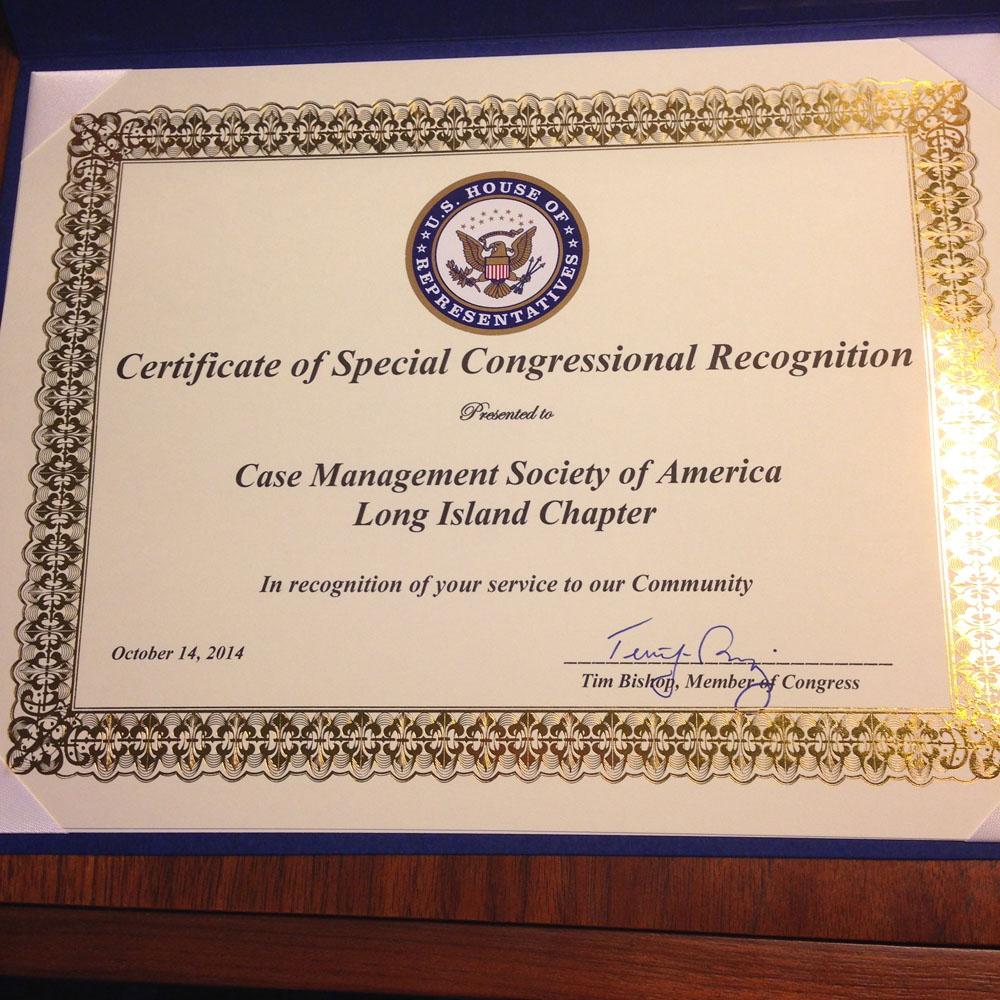 U.S. HOUSE OF
REPRESENTATIVES
Certificate of Special Congressional Recognition
Presented to
Case Management Society of America
Long Island Chapter
In recognition of your service to our Community
October 14, 2014
Tim Bishop, Member of Congress